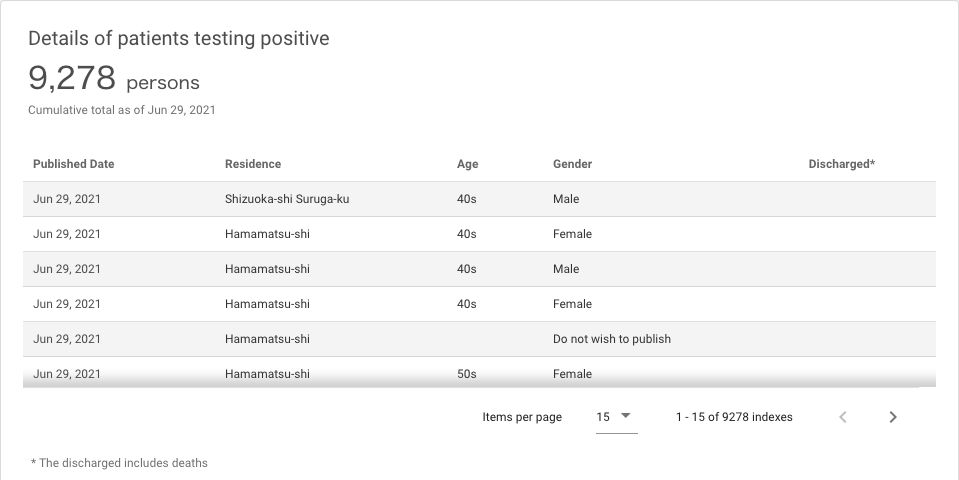 Details of patients testing positive
9,278 persons
Cumulative total as of Jun 29, 2021
Published Date Residence Age Gender Discharged*
Jun 29, 2021 Shizuoka-shi Suruga-ku 40s Male
Jun 29, 2021 Hamamatsu-shi 40s Female
Jun 29, 2021 Hamamatsu-shi 40s Male
Jun 29, 2021 Hamamatsu-shi 40s Female
Jun 29, 2021 Hamamatsu-shi Do not wish to publish
Jun 29, 2021 Hamamatsu-shi 50s Female
Items per page 15 1 - 15 of 9278 indexes
* The discharged includes deaths